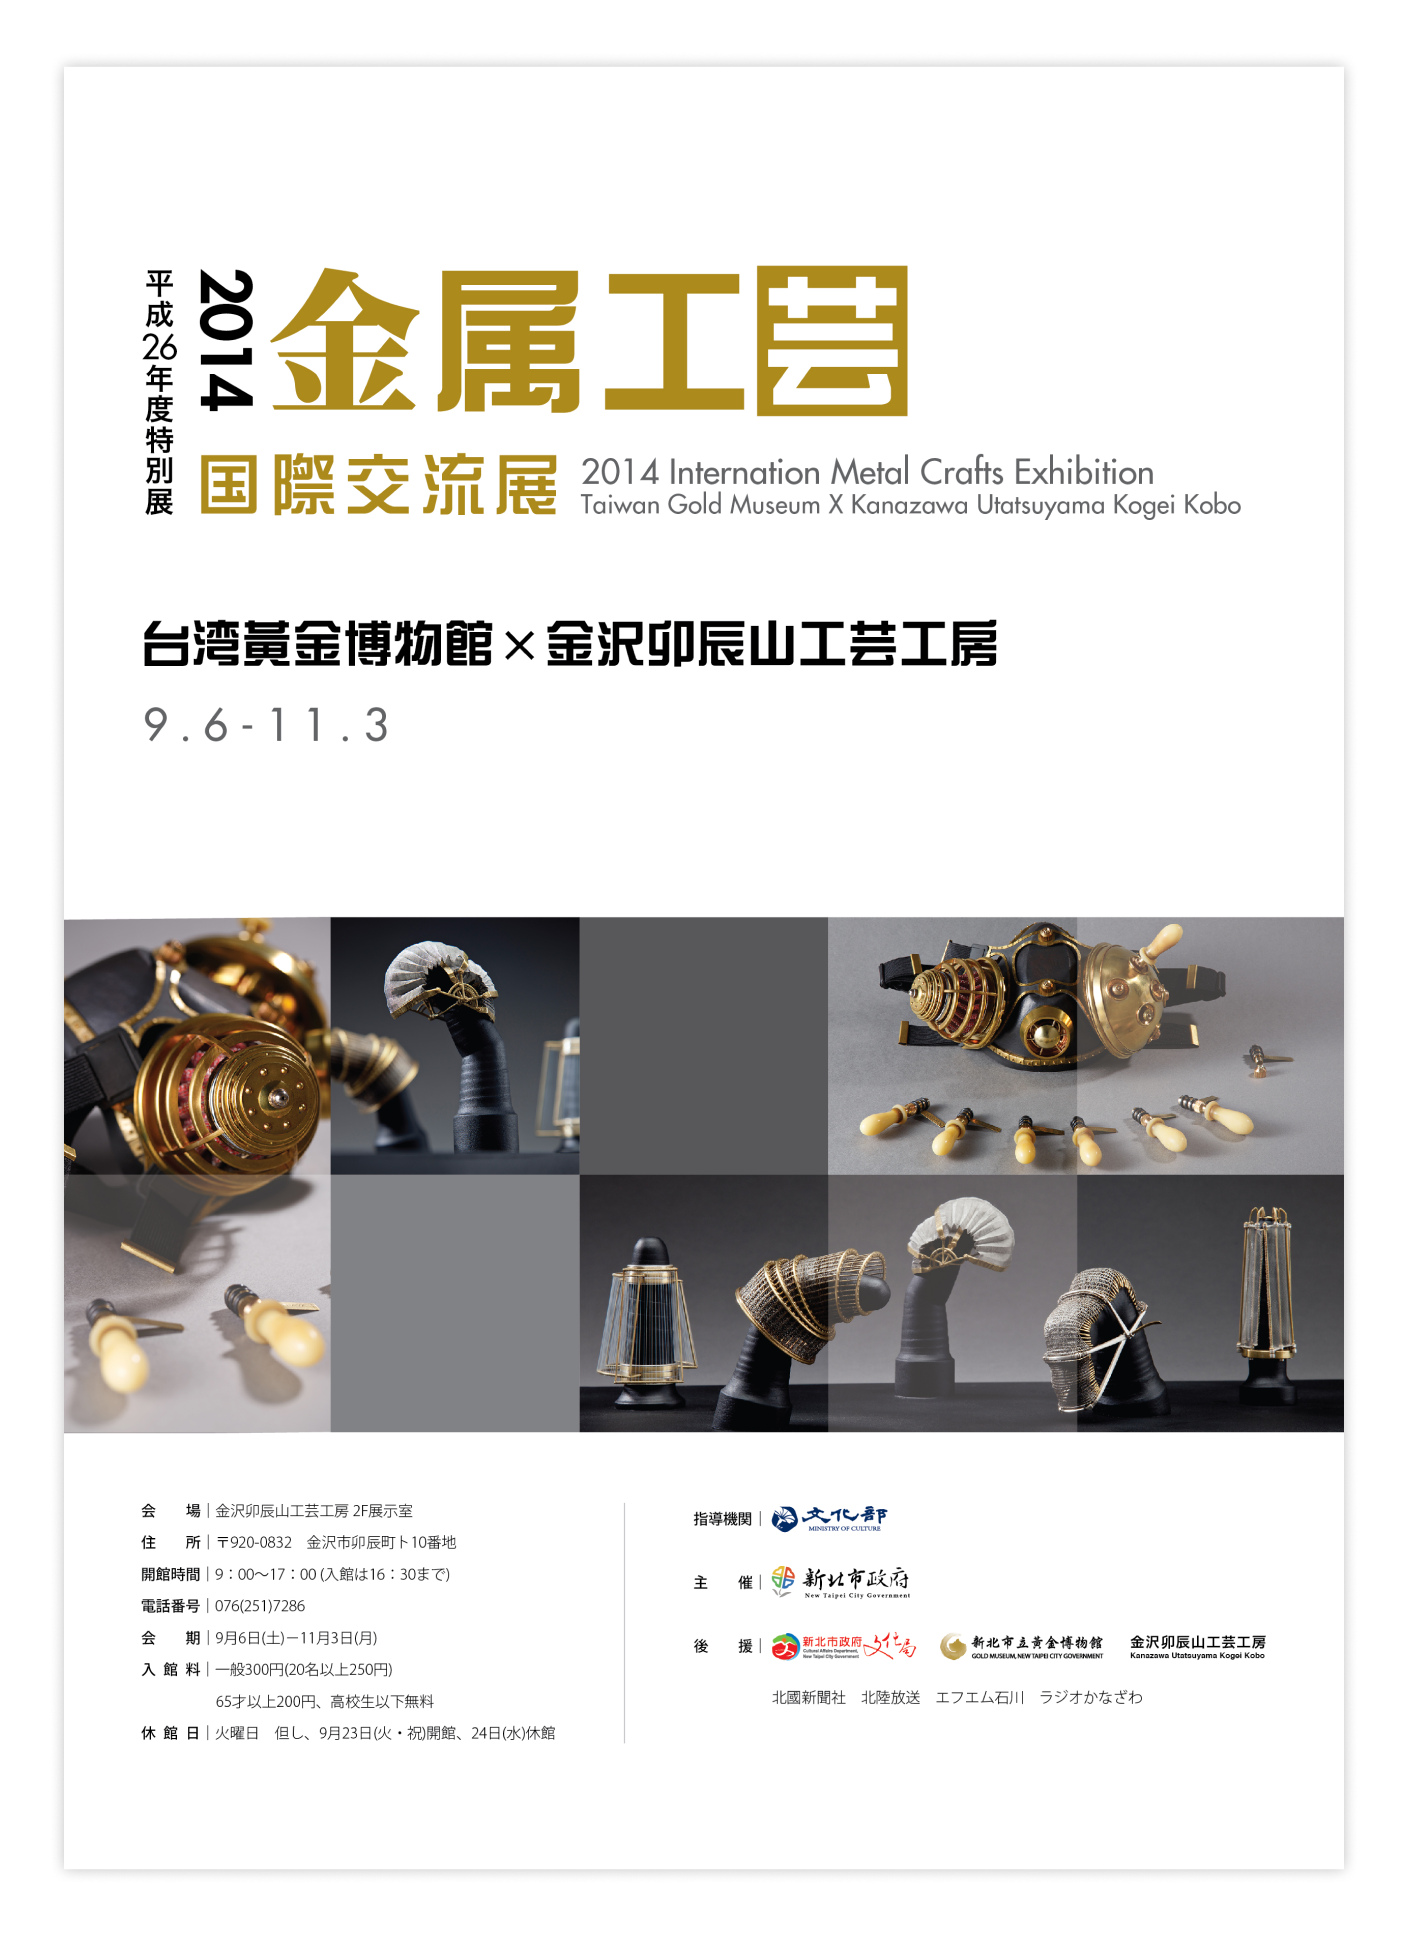 平成26年度特別展
2014
金属工芸
国際交流展
2014 Internation Metal Crafts Exhibition
Taiwan Gold Museum X Kanazawa Utatsuyama Kogei Kobo
台湾黄金博物館×金沢卯辰山工芸工房
9.6-11.3
会　場｜金沢卯辰山工芸工房 2F展示室
住　所｜〒920-0832　金沢市卯辰町ト10番地
開館時間｜9：00～17：00 (入館は16：30まで)
電話番号｜076(251)7286
会　期｜9月6日(土)－11月3日(月)
入 館 料｜一般300円(20名以上250円)
65才以上200円、高校生以下無料
休 館 日｜火曜日　但し、9月23日(火・祝)開館、24日(水)休館
指導機関｜文化部
MINISTRY OF CULTURE
主　催｜新北市政府
New Taipei City Government
後　援｜新北市政府 文化局
Cultural Affairs Department,
New Taipei City Government
新北市立黃金博物館
GOLD MUSEUM, NEW TAIPEI CITY GOVERNMENT
金沢卯辰山工芸工房
Kanazawa Utatsuyama Kogei Kobo
北國新聞社　北陸放送　エフエム石川　ラジオかなざわ